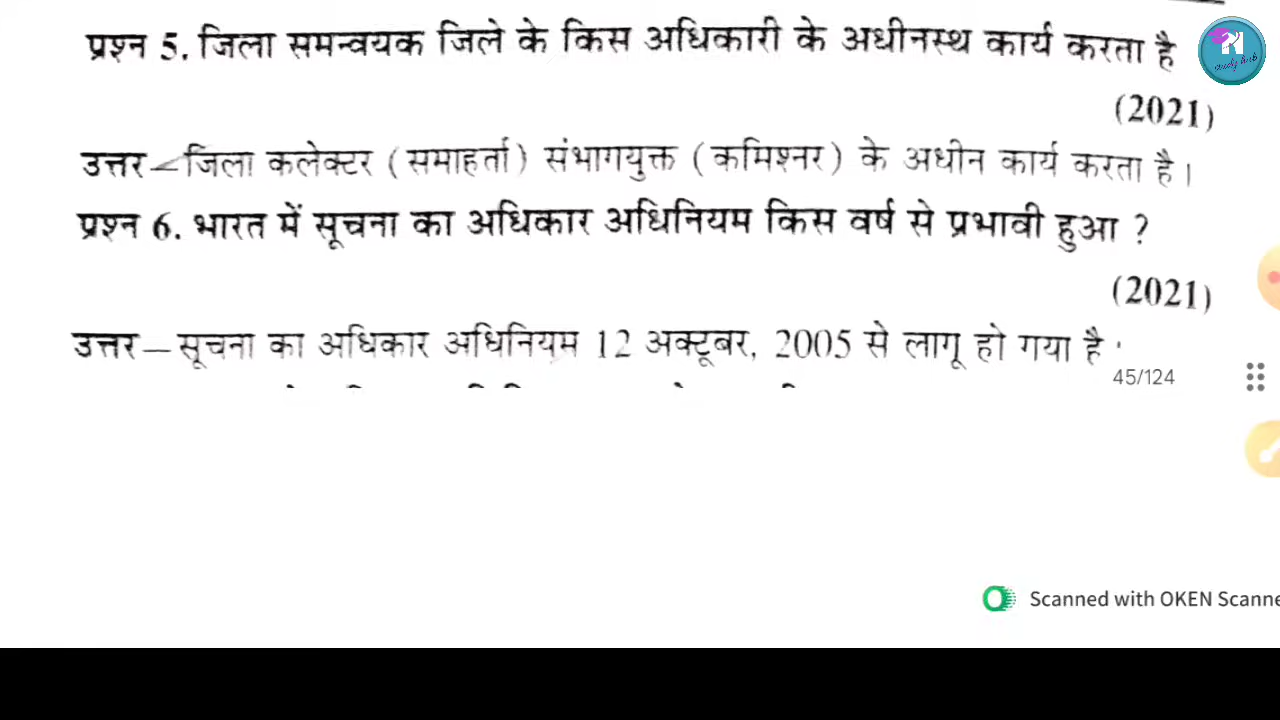 प्रश्न 5. जिला समन्वयक जिले के किस अधिकारी के अधीनस्थ कार्य करता है
(2021)
उत्तर – जिला कलेक्टर (समाहर्ता) संभागयुक्त (कमिश्नर) के अधीन कार्य करता है।
प्रश्न 6. भारत में सूचना का अधिकार अधिनियम किस वर्ष से प्रभावी हुआ ?
(2021)
उत्तर – सूचना का अधिकार अधिनियम 12 अक्टूबर, 2005 से लागू हो गया है
45/124
Scanned with OKEN Scanne
N
study hub